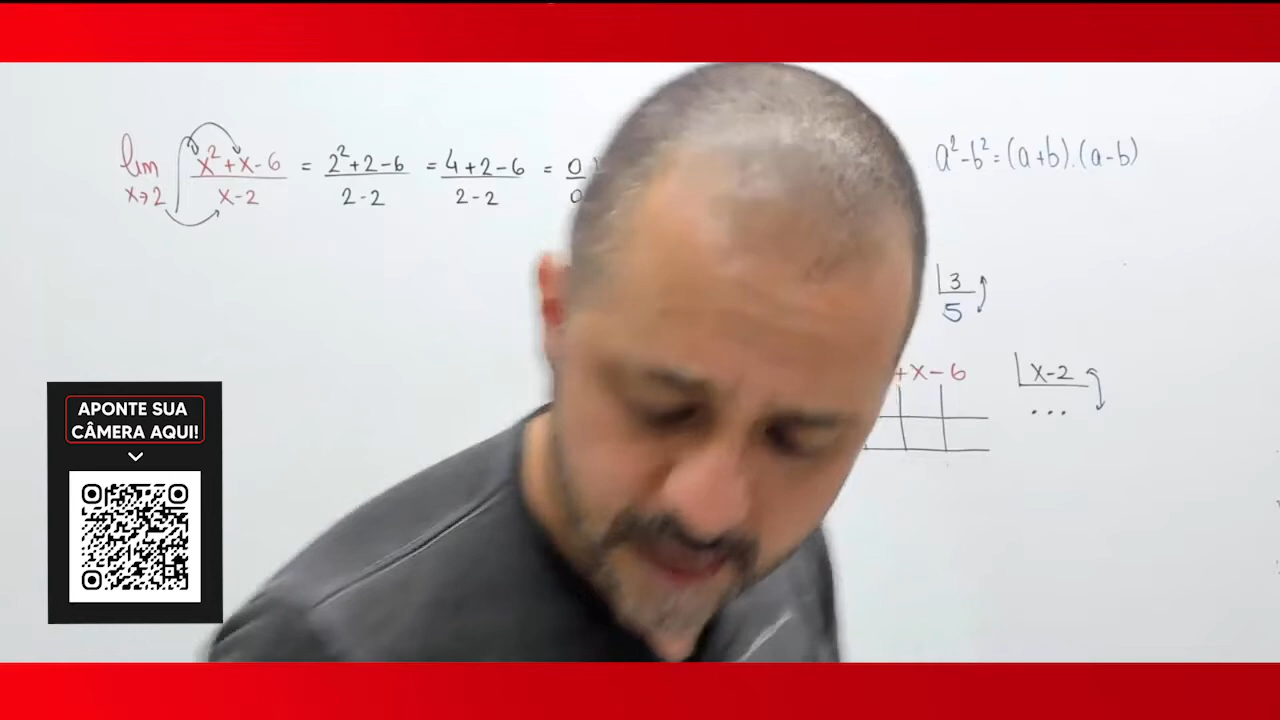 lim x→2 x²+x-6 / x-2 = 2²+2-6 / 2-2 = 4+2-6 / 2-2 = 0 / 0
a²-b²=(a+b).(a-b)
3
5
+x-6 x-2
...
APONTE SUA
CÂMERA AQUI!